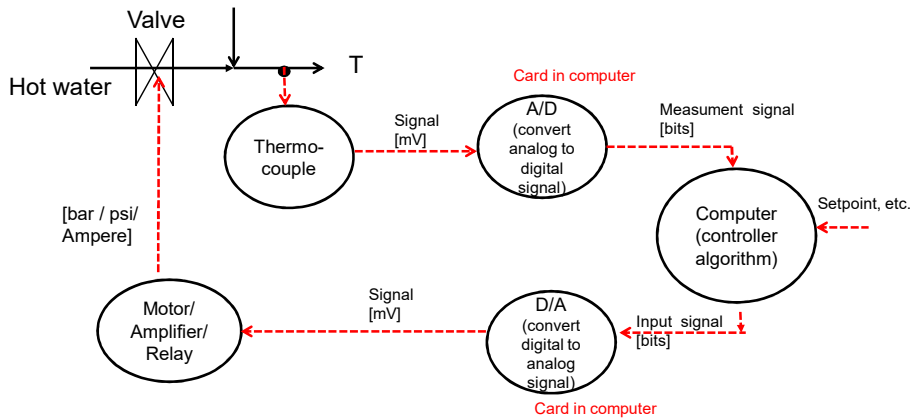 Valve
Hot water
T
Card in computer
Thermo-
couple
Signal
[mV]
A/D
(convert
analog to
digital
signal)
Measument signal
[bits]
Computer
(controller
algorithm)
Setpoint, etc.
[bar / psi/
Ampere]
Motor/
Amplifier/
Relay
Signal
[mV]
D/A
(convert
digital to
analog
signal)
Input signal
[bits]
Card in computer